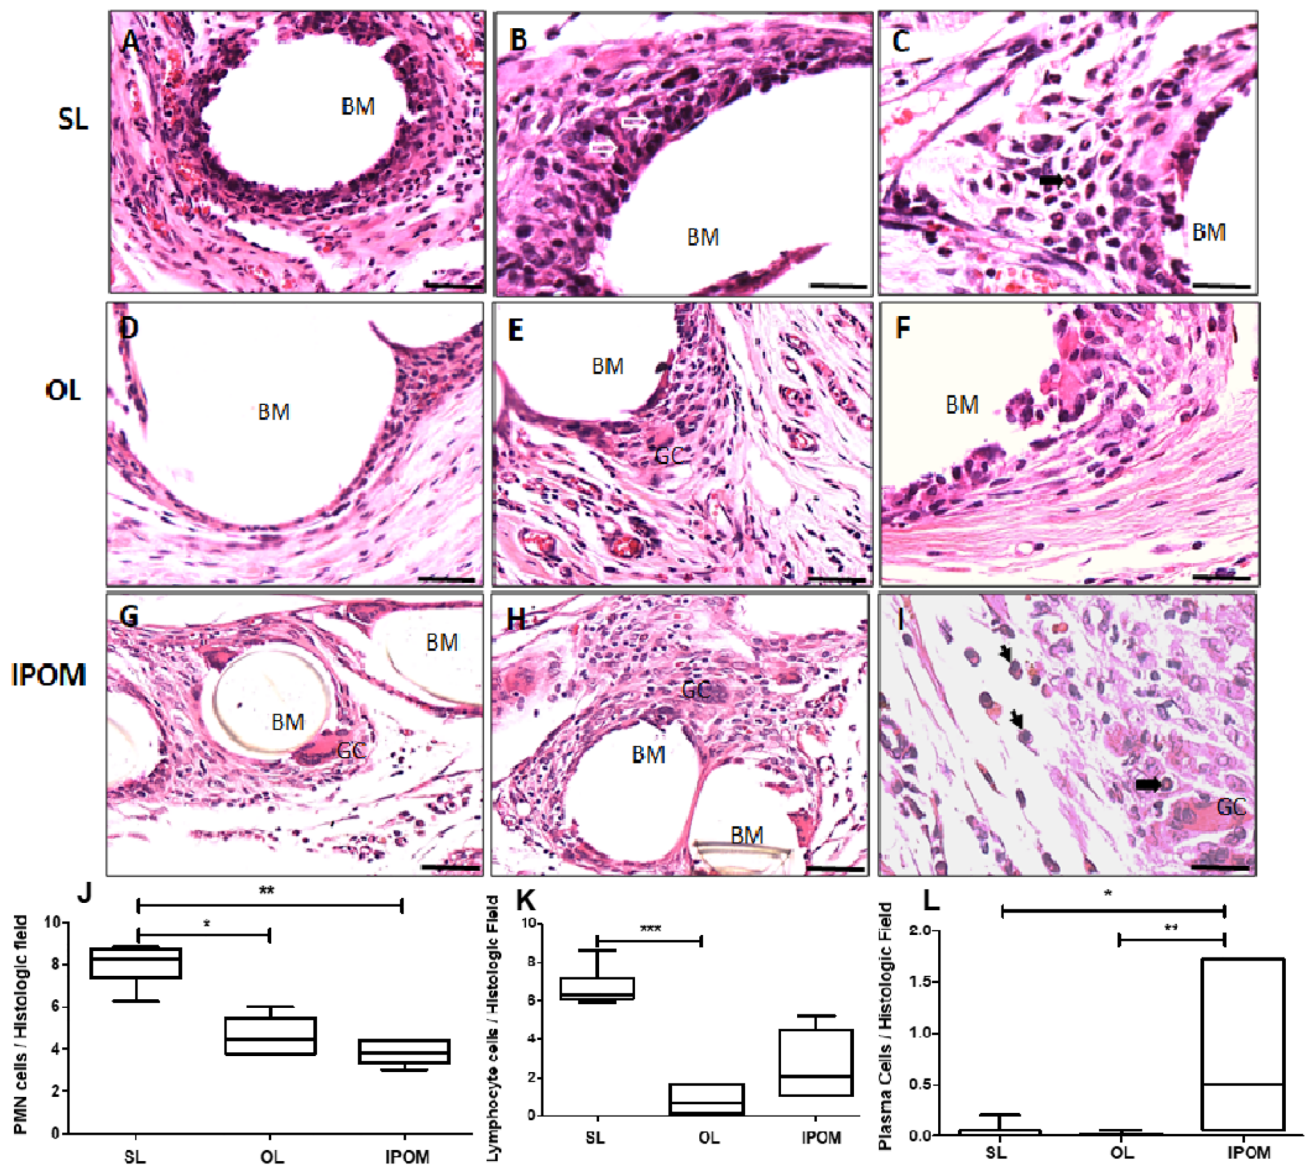 A
B
C
SL
BM
BM
BM
D
E
F
OL
BM
BM
BM
GC
G
H
I
IPOM
BM
BM
GC
GC
BM
BM
GC
J
K
L
**
*
***
*
**
PMN cells / Histologic field
10
8
6
4
2
0
SL
OL
IPOM
Lymphocyte cells / Histologic Field
10
8
6
4
2
0
SL
OL
IPOM
Plasma Cells / Histologic Field
2.0
1.5
1.0
0.5
0.0
SL
OL
IPOM